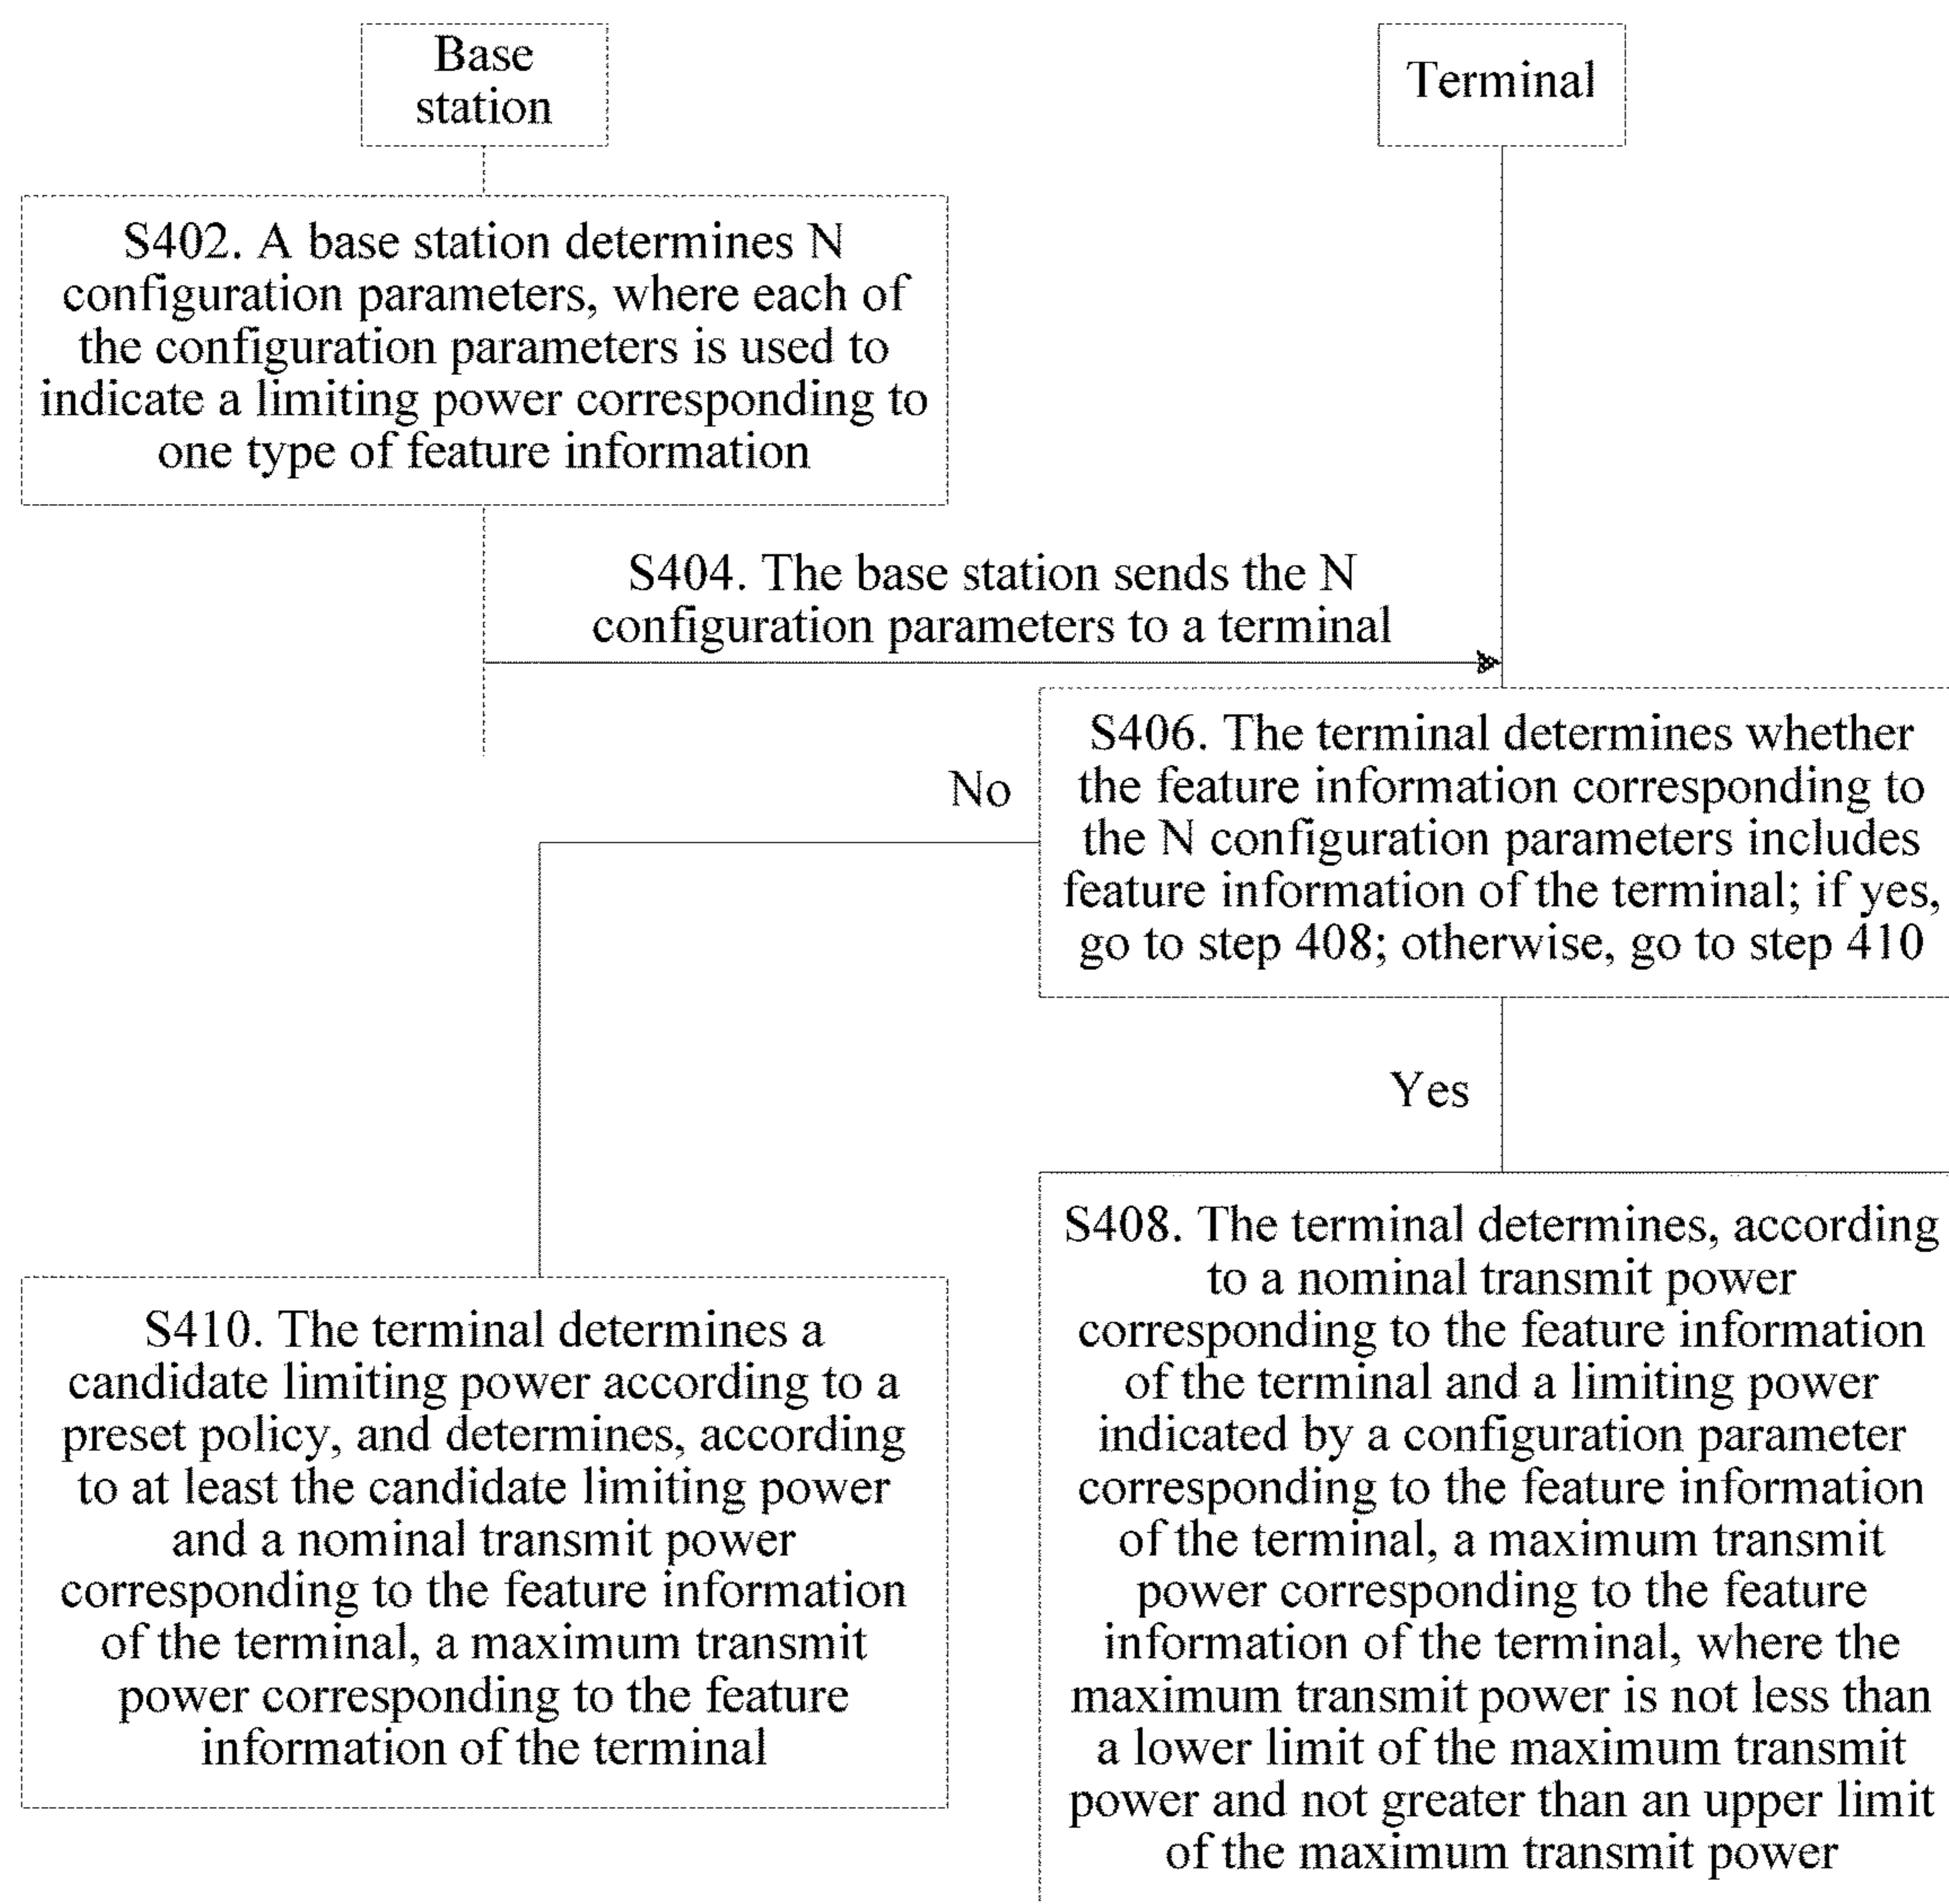 Base
station
Terminal
S402. A base station determines N
configuration parameters, where each of
the configuration parameters is used to
indicate a limiting power corresponding to
one type of feature information
S404. The base station sends the N
configuration parameters to a terminal
S406. The terminal determines whether
the feature information corresponding to
the N configuration parameters includes
feature information of the terminal; if yes,
go to step 408; otherwise, go to step 410
No
Yes
S408. The terminal determines, according
to a nominal transmit power
corresponding to the feature information
of the terminal and a limiting power
indicated by a configuration parameter
corresponding to the feature information
of the terminal, a maximum transmit
power corresponding to the feature
information of the terminal, where the
maximum transmit power is not less than
a lower limit of the maximum transmit
power and not greater than an upper limit
of the maximum transmit power
S410. The terminal determines a
candidate limiting power according to a
preset policy, and determines, according
to at least the candidate limiting power
and a nominal transmit power
corresponding to the feature information
of the terminal, a maximum transmit
power corresponding to the feature
information of the terminal